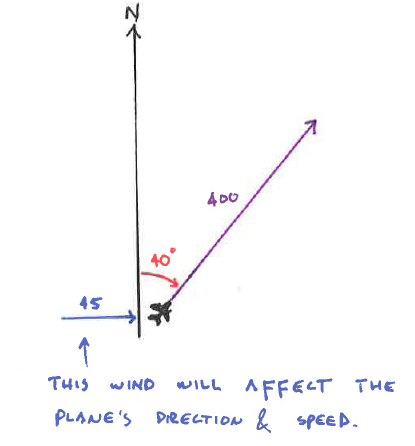 N
400
40°
45
THIS WIND WILL AFFECT THE
PLANE'S DIRECTION & SPEED.